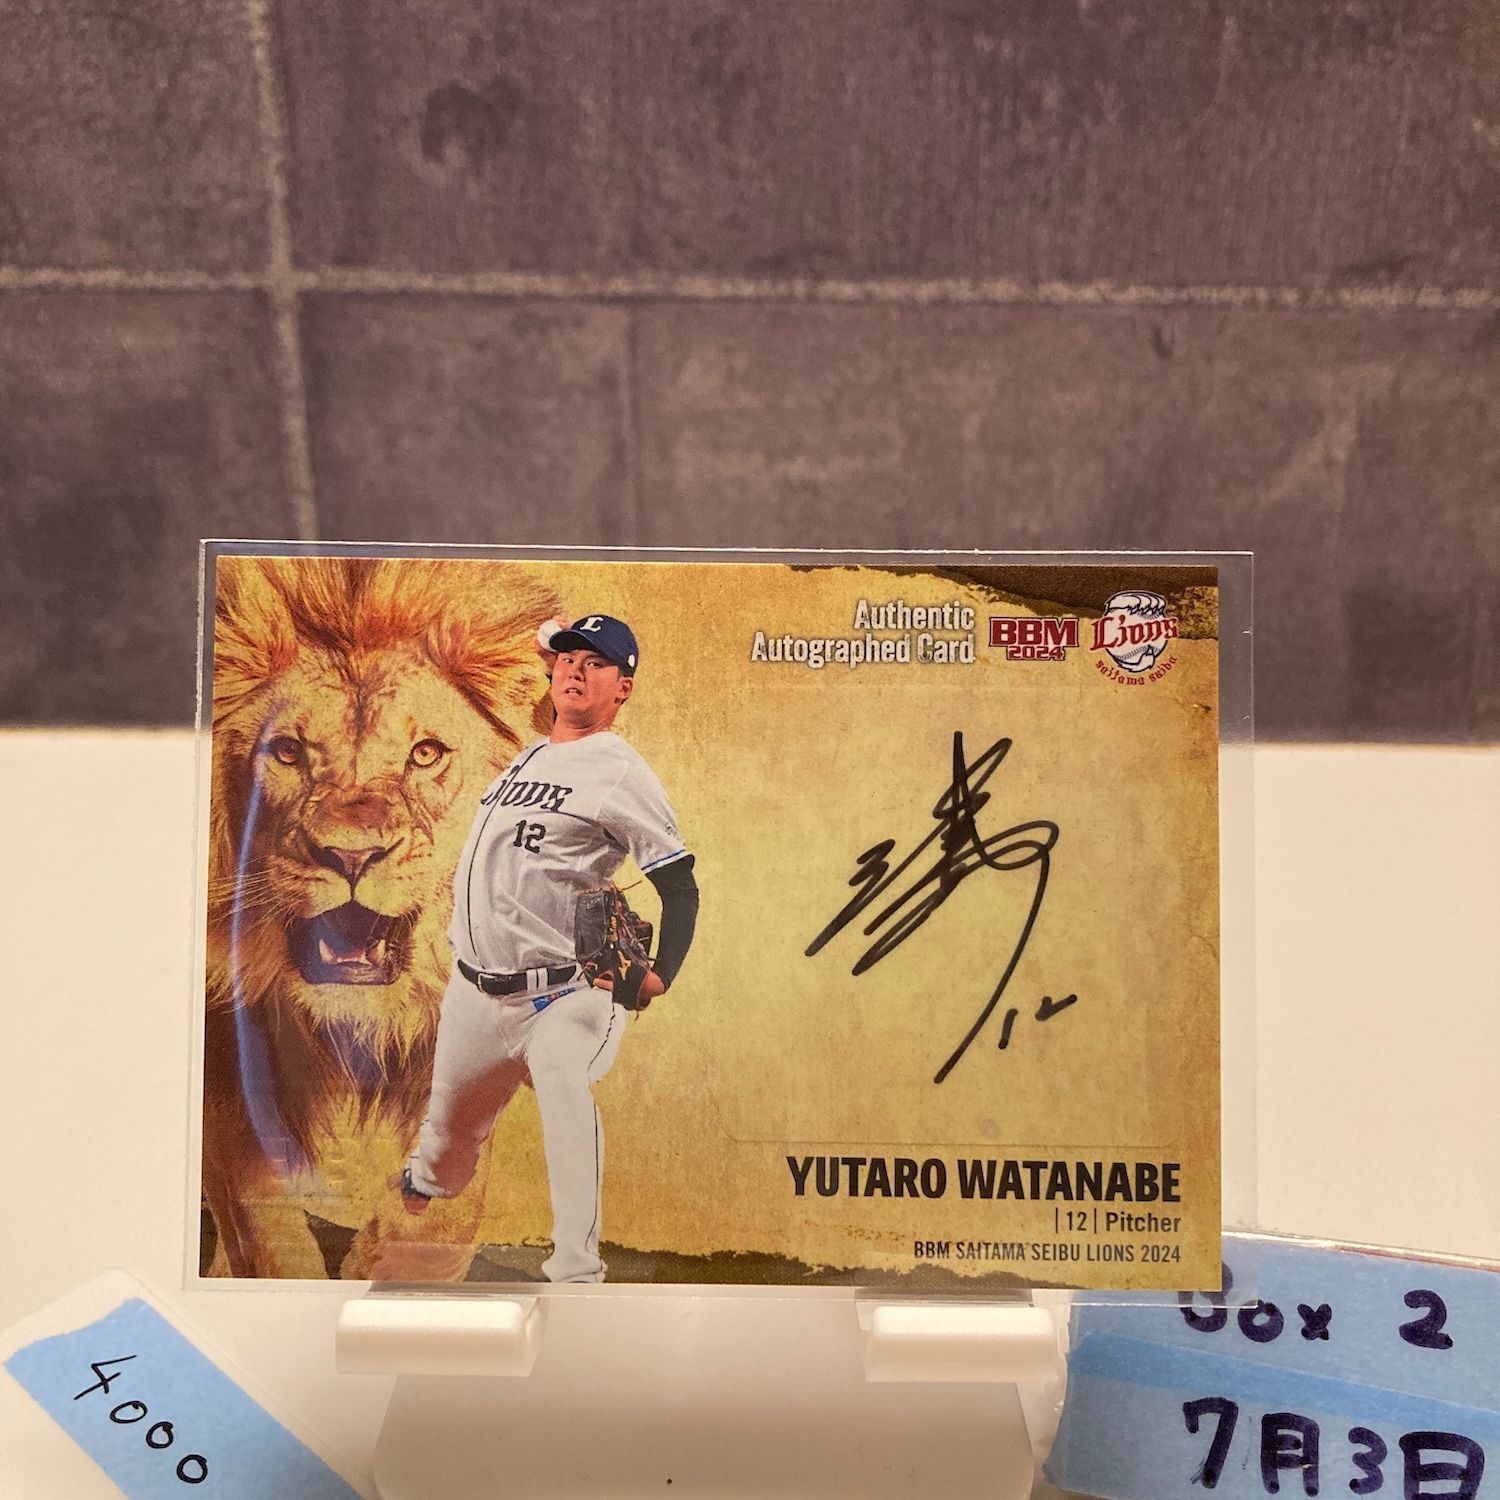 Authentic
Autographed Card
BBM
2024
Lions
saitama seibu
L
Lions
12
12
YUTARO WATANABE
|12| Pitcher
BBM SAITAMA SEIBU LIONS 2024
4000
Box 2
7月3日